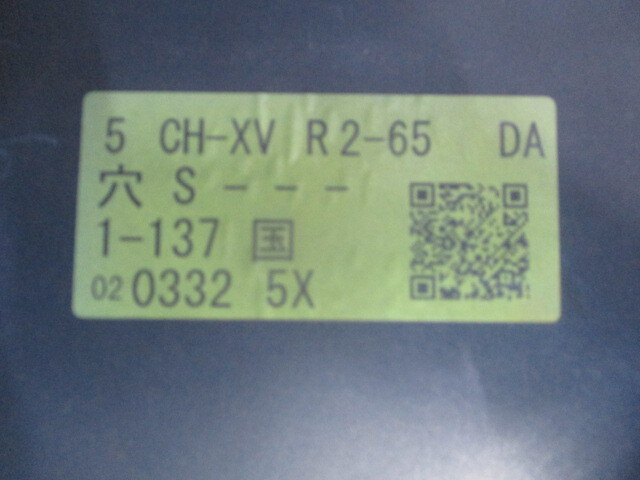 5 CH-XV R2-65 DA
穴 S - - -
1-137 国
02 0332 5X